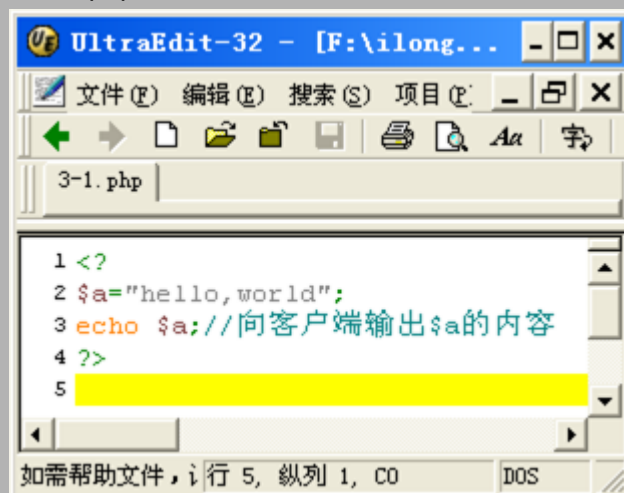 UltraEdit-32 - [F:\ilong...
文件(F) 编辑(E) 搜索(S) 项目(P
Aa 字
3-1.php
1 <?
2 $a="hello,world";
3 echo $a;//向客户端输出$a的内容
4 ?>
5
如需帮助文件，讠 行 5, 纵列 1, C0 DOS